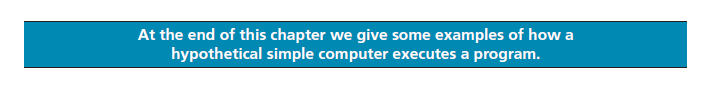 At the end of this chapter we give some examples of how a
hypothetical simple computer executes a program.